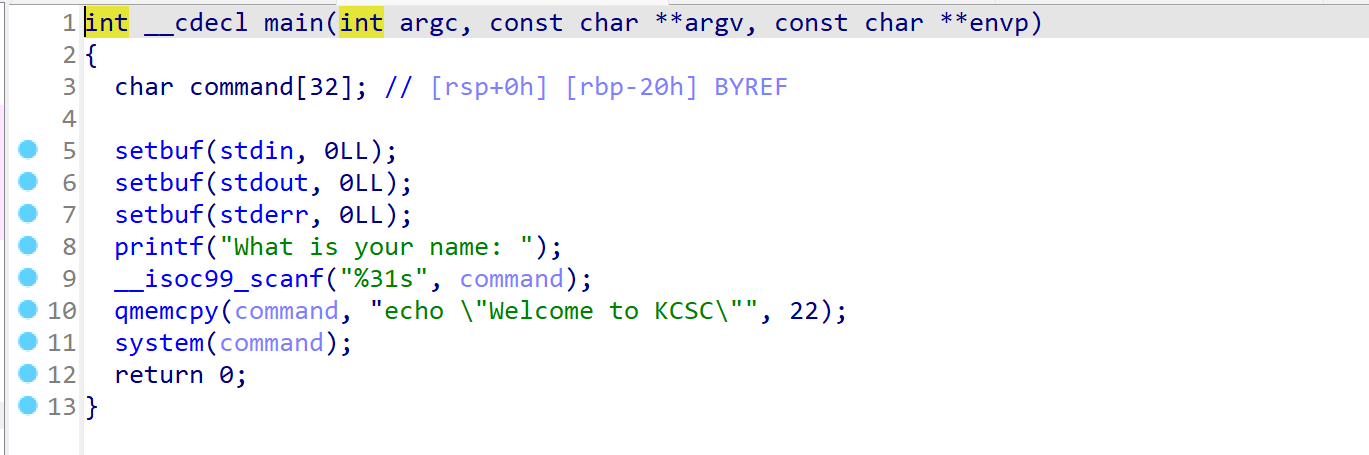 1 int __cdecl main(int argc, const char **argv, const char **envp)
2 {
3   char command[32]; // [rsp+0h] [rbp-20h] BYREF
4
5   setbuf(stdin, 0LL);
6   setbuf(stdout, 0LL);
7   setbuf(stderr, 0LL);
8   printf("What is your name: ");
9   __isoc99_scanf("%31s", command);
10   qmemcpy(command, "echo \"Welcome to KCSC\"", 22);
11   system(command);
12   return 0;
13 }